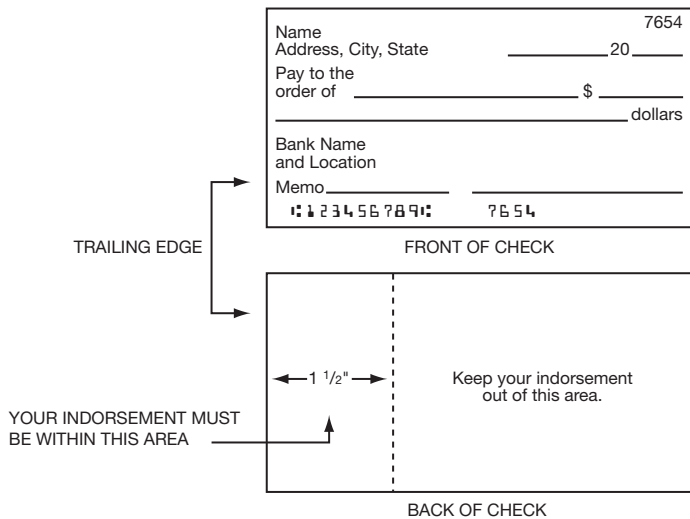 7654
Name
Address, City, State 20
Pay to the
order of $
dollars
Bank Name
and Location
Memo
⑆123456789⑆ 7654
TRAILING EDGE
FRONT OF CHECK
1 1/2"
Keep your indorsement
out of this area.
YOUR INDORSEMENT MUST
BE WITHIN THIS AREA
BACK OF CHECK